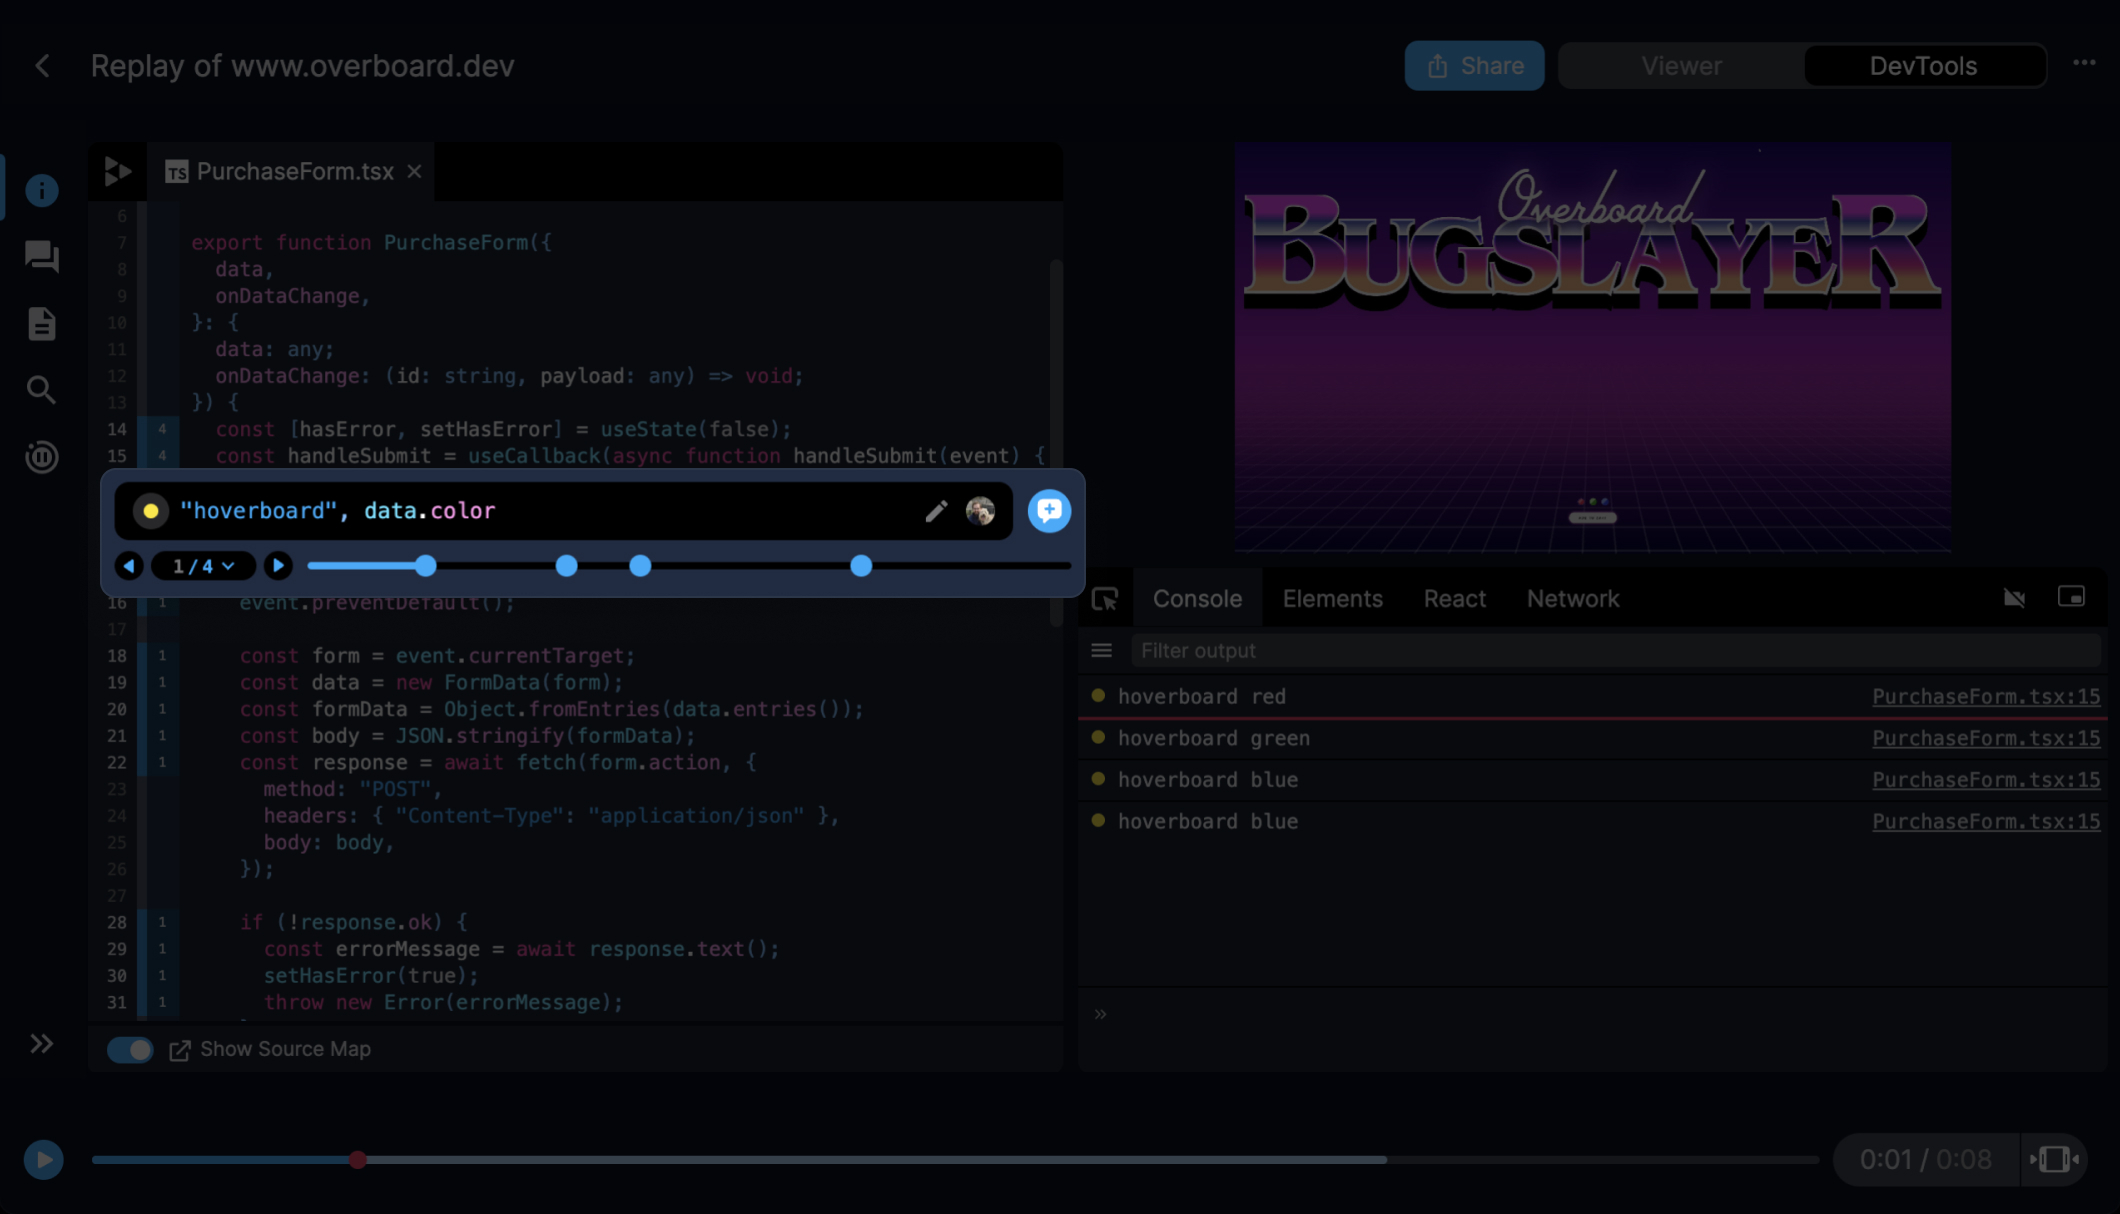 Replay of www.overboard.dev
Share
Viewer
DevTools
TS PurchaseForm.tsx
6
7 export function PurchaseForm({
8 data,
9 onDataChange,
10 }: {
11 data: any;
12 onDataChange: (id: string, payload: any) => void;
13 }) {
14 4 const [hasError, setHasError] = useState(false);
15 4 const handleSubmit = useCallback(async function handleSubmit(event) {
"hoverboard", data.color
1/4
16 1 event.preventDefault();
17
18 1 const form = event.currentTarget;
19 1 const data = new FormData(form);
20 1 const formData = Object.fromEntries(data.entries());
21 1 const body = JSON.stringify(formData);
22 1 const response = await fetch(form.action, {
23 method: "POST",
24 headers: { "Content-Type": "application/json" },
25 body: body,
26 });
27
28 1 if (!response.ok) {
29 1 const errorMessage = await response.text();
30 1 setHasError(true);
31 1 throw new Error(errorMessage);
Show Source Map
Overboard
BUGSLAYER
Console Elements React Network
Filter output
hoverboard red PurchaseForm.tsx:15
hoverboard green PurchaseForm.tsx:15
hoverboard blue PurchaseForm.tsx:15
hoverboard blue PurchaseForm.tsx:15
0:01 / 0:08